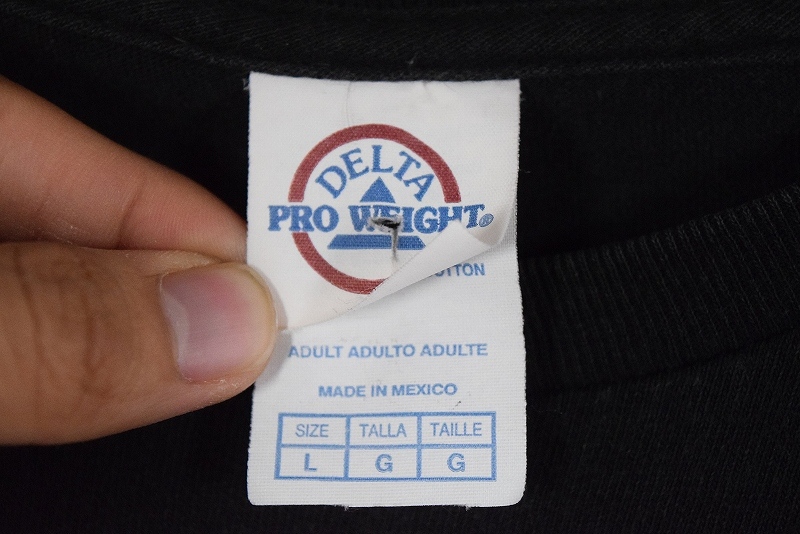 DELTA
PRO WEIGHT®
ADULT ADULTO ADULTE
MADE IN MEXICO
SIZE TALLA TAILLE
L G G